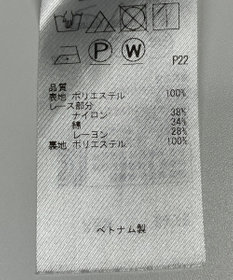 P W
P22
品質
表地 ポリエステル 100%
レース部分
ナイロン 38%
綿 34%
レーヨン 28%
裏地 ポリエステル 100%
ベトナム製